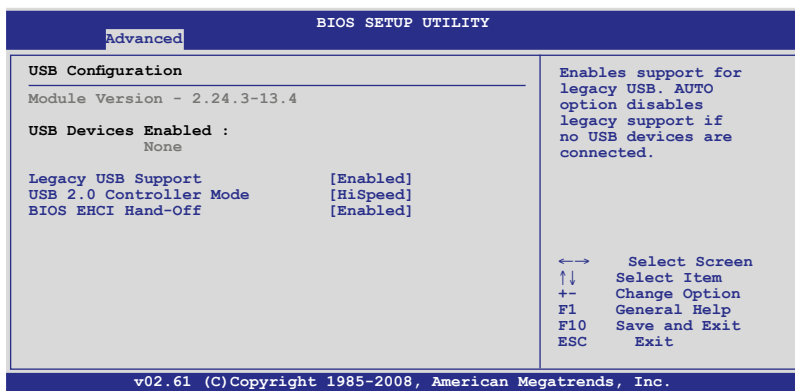 BIOS SETUP UTILITY
Advanced
USB Configuration
Module Version - 2.24.3-13.4
USB Devices Enabled :
None
Legacy USB Support [Enabled]
USB 2.0 Controller Mode [HiSpeed]
BIOS EHCI Hand-Off [Enabled]
Enables support for
legacy USB. AUTO
option disables
legacy support if
no USB devices are
connected.
←→ Select Screen
↑↓ Select Item
+- Change Option
F1 General Help
F10 Save and Exit
ESC Exit
v02.61 (C)Copyright 1985-2008, American Megatrends, Inc.